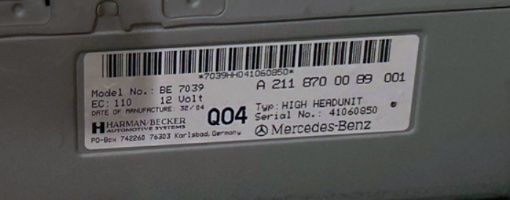 *7039HH041060850*
Model No.: BE 7039
A 211 870 00 89 001
EC: 110 12 Volt
DATE OF MANUFACTURE: 32/04
Q04
Typ: HIGH HEADUNIT
Serial No.: 41060850
HARMAN/BECKER
AUTOMOTIVE SYSTEMS
Mercedes-Benz
PO-Box 742260 76303 Karlsbad, Germany